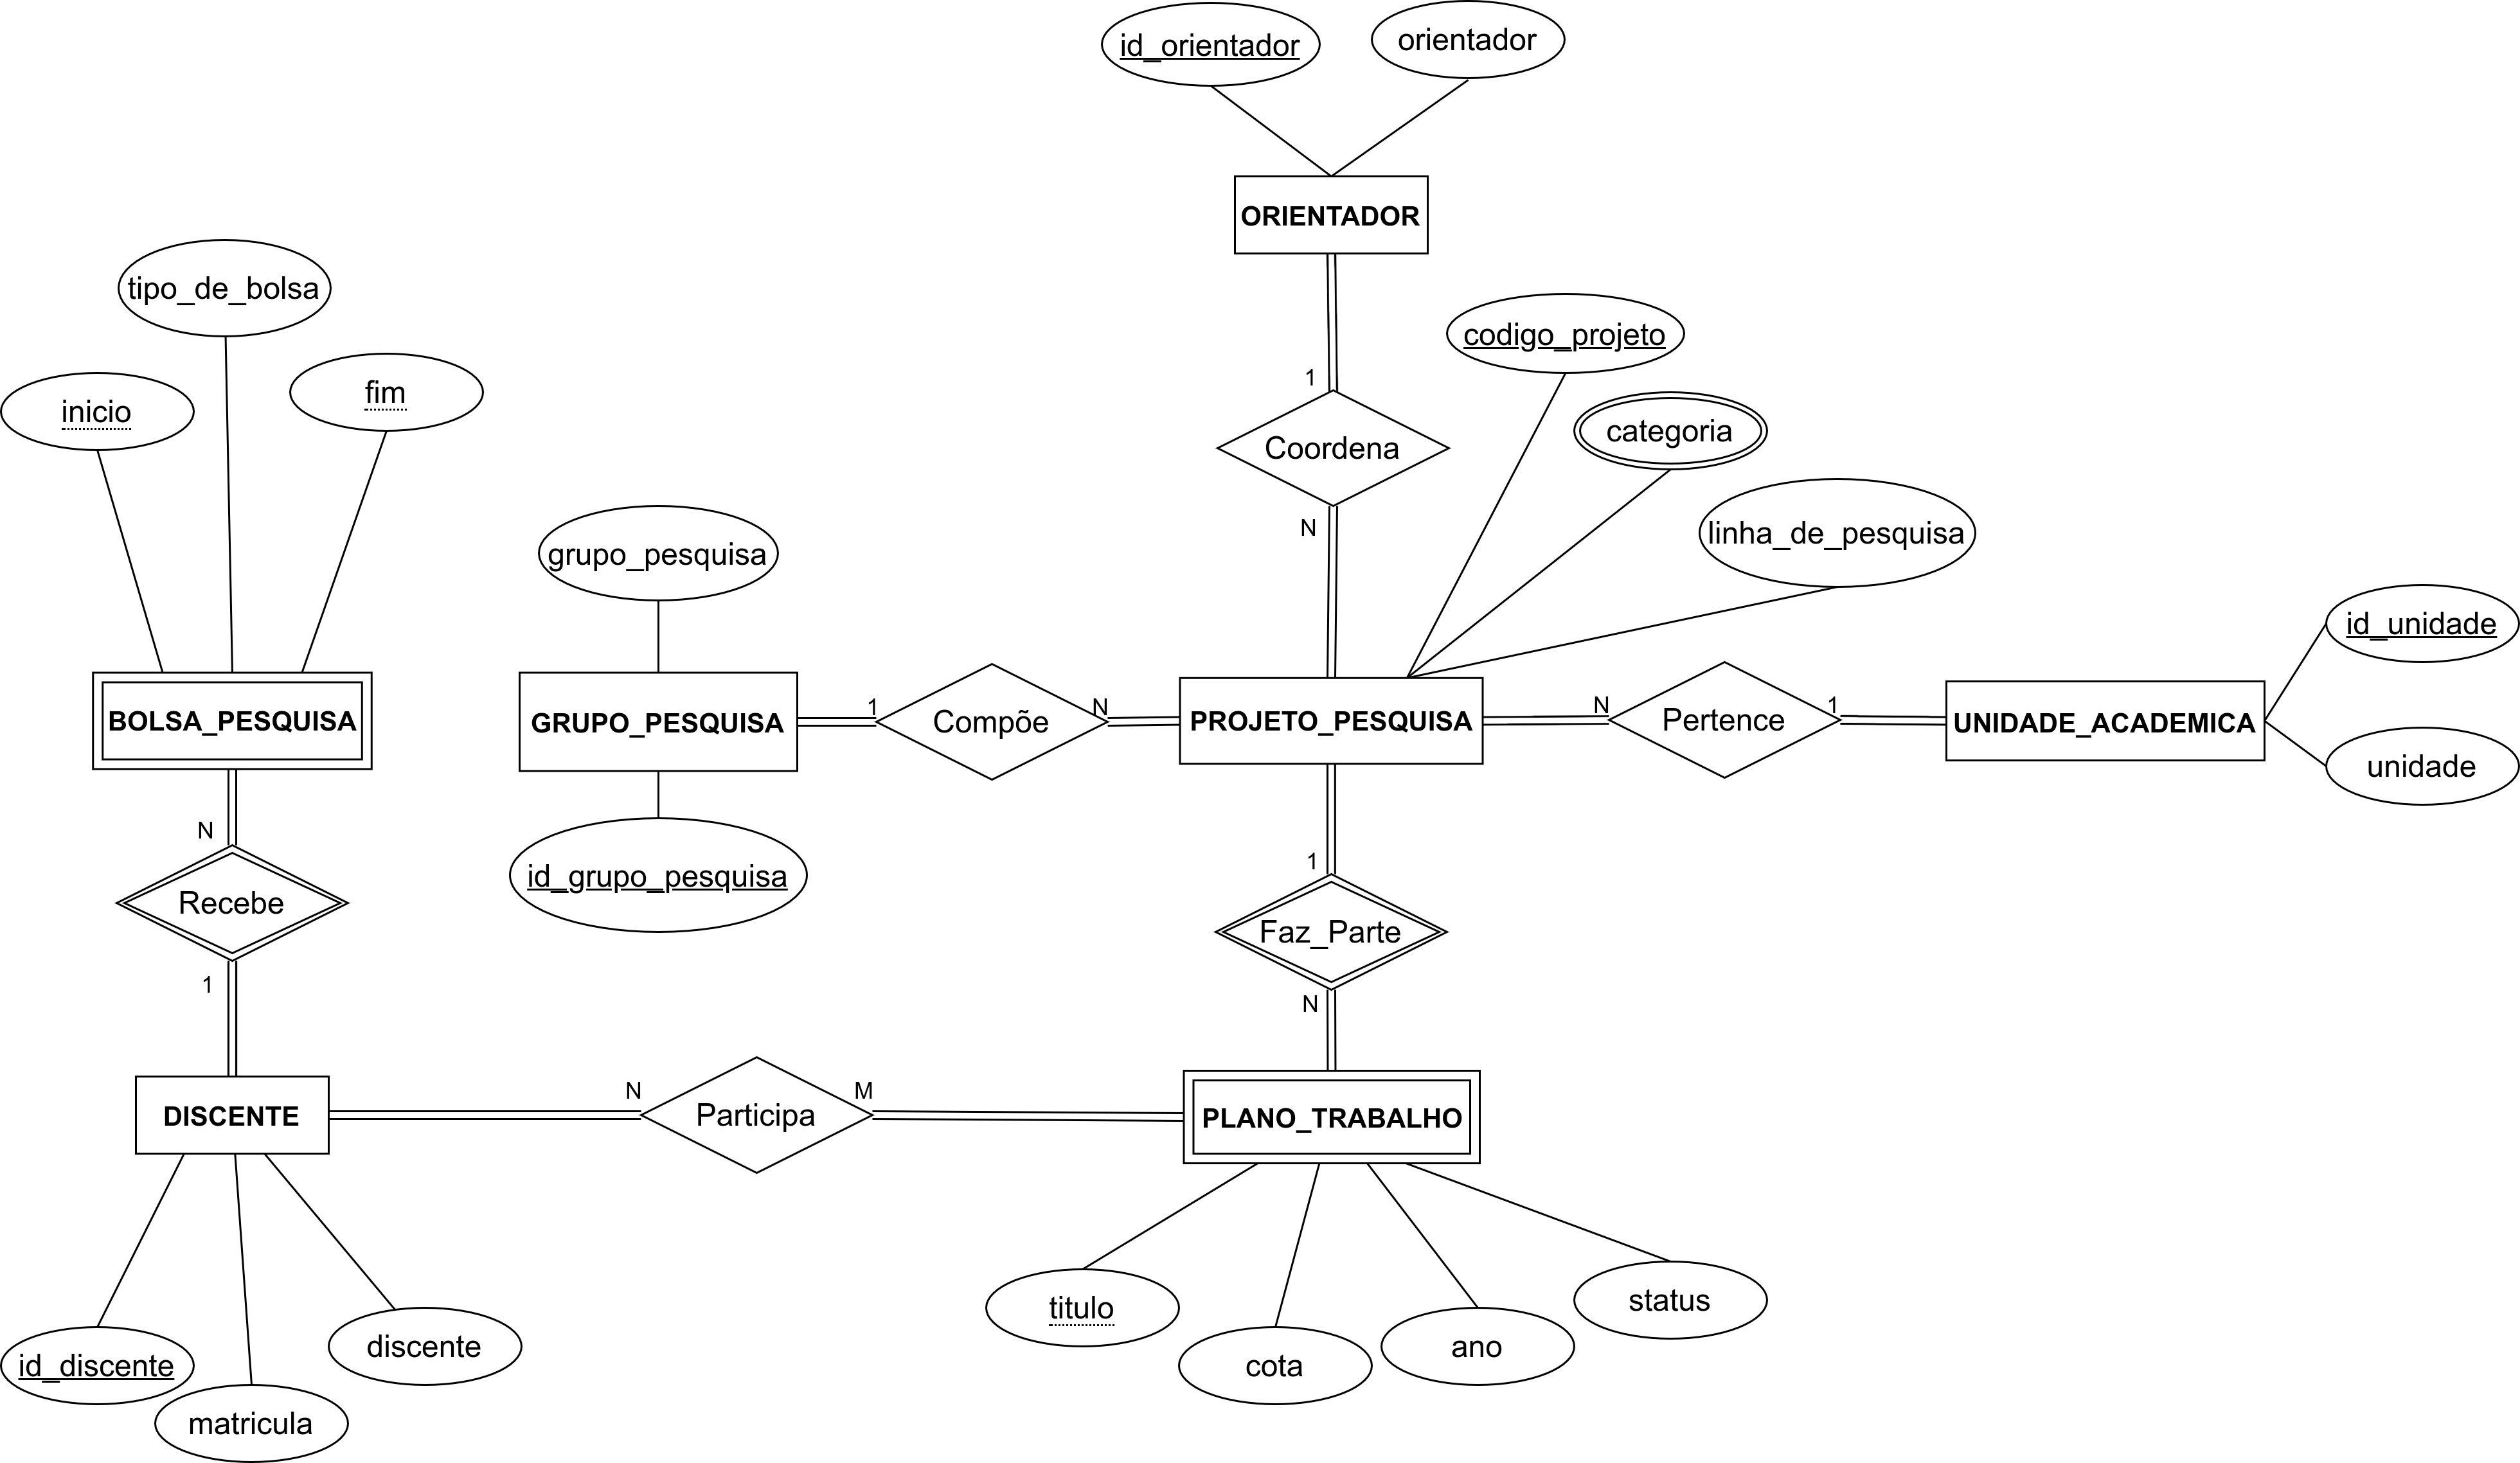 id_orientador
orientador
ORIENTADOR
tipo_de_bolsa
inicio
fim
1
Coordena
N
codigo_projeto
categoria
linha_de_pesquisa
grupo_pesquisa
id_unidade
unidade
BOLSA_PESQUISA
GRUPO_PESQUISA
1
Compõe
N
PROJETO_PESQUISA
N
Pertence
1
UNIDADE_ACADEMICA
id_grupo_pesquisa
N
Recebe
1
1
Faz_Parte
N
DISCENTE
N
Participa
M
PLANO_TRABALHO
id_discente
matricula
discente
titulo
cota
ano
status